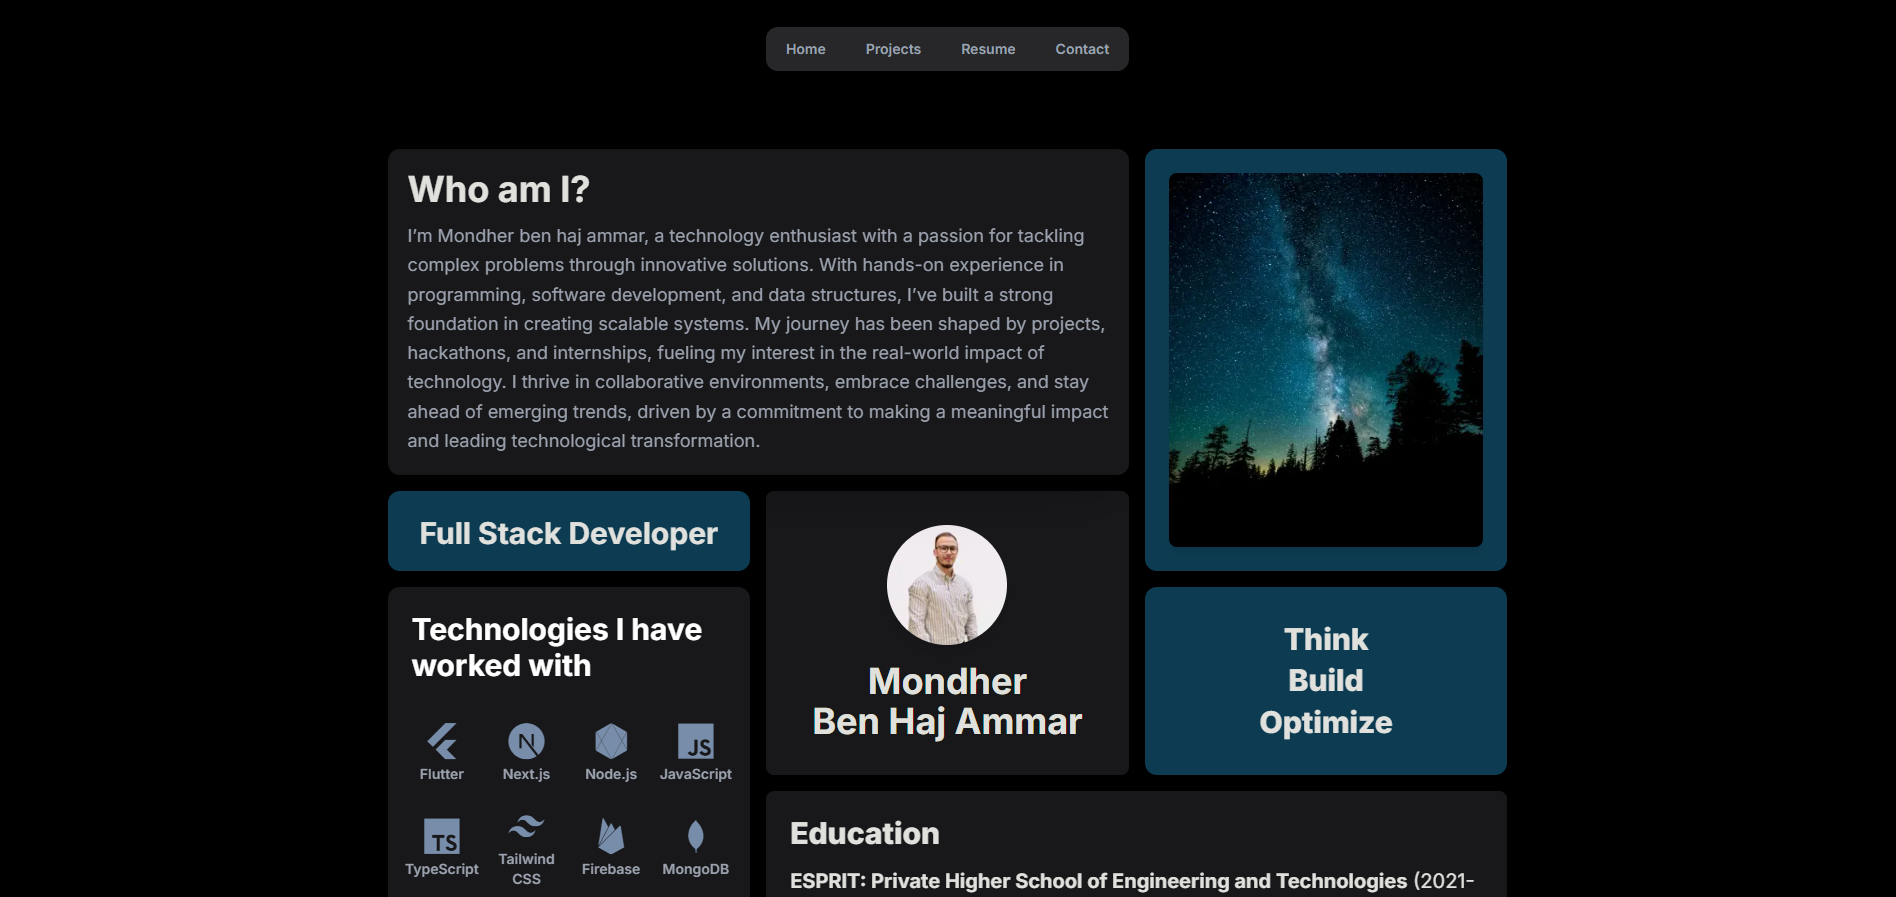 Home
Projects
Resume
Contact
Who am I?
I’m Mondher ben haj ammar, a technology enthusiast with a passion for tackling
complex problems through innovative solutions. With hands-on experience in
programming, software development, and data structures, I’ve built a strong
foundation in creating scalable systems. My journey has been shaped by projects,
hackathons, and internships, fueling my interest in the real-world impact of
technology. I thrive in collaborative environments, embrace challenges, and stay
ahead of emerging trends, driven by a commitment to making a meaningful impact
and leading technological transformation.
Full Stack Developer
Technologies I have
worked with
N
JS
Flutter
Next.js
Node.js
JavaScript
TS
TypeScript
Tailwind
CSS
Firebase
MongoDB
Mondher
Ben Haj Ammar
Think
Build
Optimize
Education
ESPRIT: Private Higher School of Engineering and Technologies (2021-